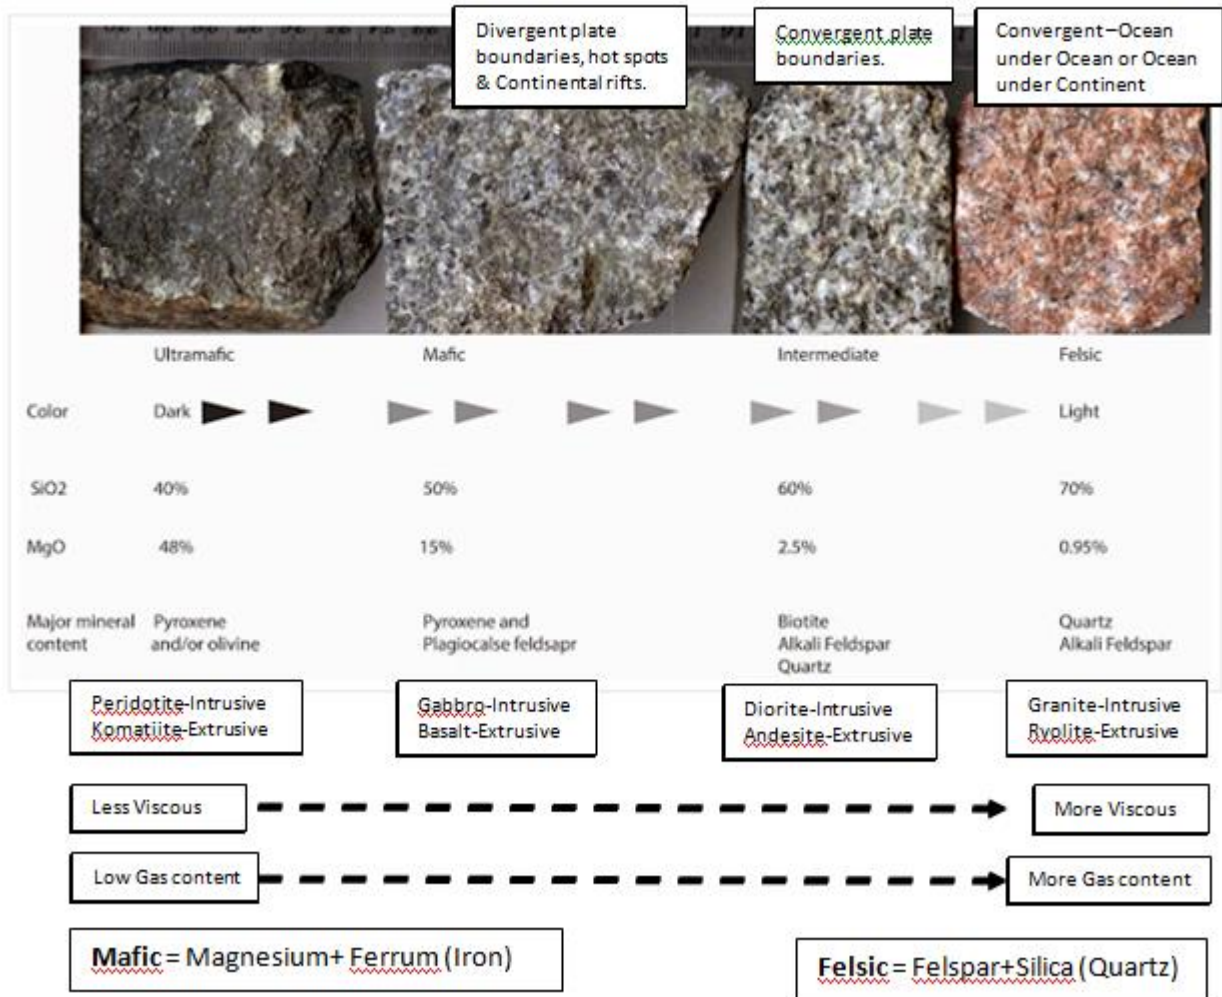 Divergent plate
boundaries, hot spots
& Continental rifts.
Convergent plate
boundaries.
Convergent–Ocean
under Ocean or Ocean
under Continent
Ultramafic Mafic Intermediate Felsic
Color Dark Light
SiO2 40% 50% 60% 70%
MgO 48% 15% 2.5% 0.95%
Major mineral
content
Pyroxene
and/or olivine
Pyroxene and
Plagiocalse feldsapr
Biotite
Alkali Feldspar
Quartz
Quartz
Alkali Feldspar
Peridotite-Intrusive
Komatiite-Extrusive
Gabbro-Intrusive
Basalt-Extrusive
Diorite-Intrusive
Andesite-Extrusive
Granite-Intrusive
Ryolite-Extrusive
Less Viscous More Viscous
Low Gas content More Gas content
Mafic = Magnesium+ Ferrum (Iron)
Felsic = Felspar+Silica (Quartz)